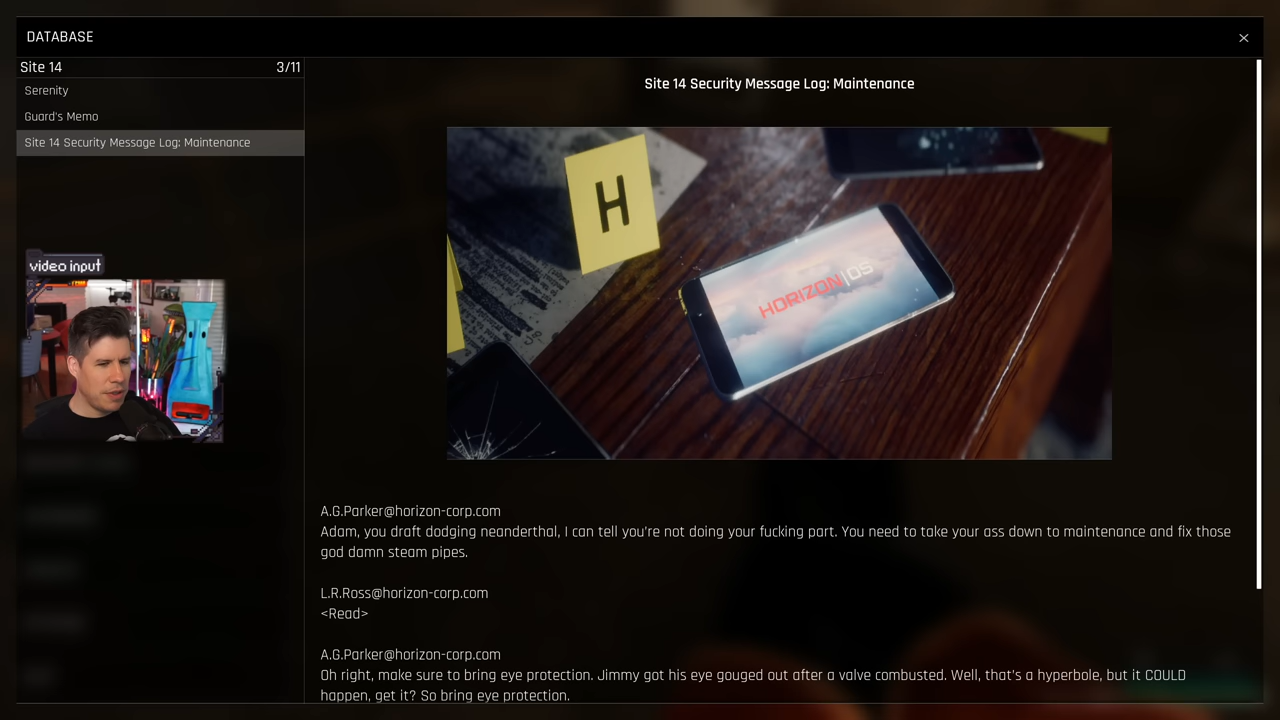 DATABASE
Site 14 3/11
Serenity
Guard's Memo
Site 14 Security Message Log: Maintenance
video input
Site 14 Security Message Log: Maintenance
H
HORIZON|OS
A.G.Parker@horizon-corp.com
Adam, you draft dodging neanderthal, I can tell you're not doing your fucking part. You need to take your ass down to maintenance and fix those
god damn steam pipes.
L.R.Ross@horizon-corp.com
<Read>
A.G.Parker@horizon-corp.com
Oh right, make sure to bring eye protection. Jimmy got his eye gouged out after a valve combusted. Well, that's a hyperbole, but it COULD
happen, get it? So bring eye protection.